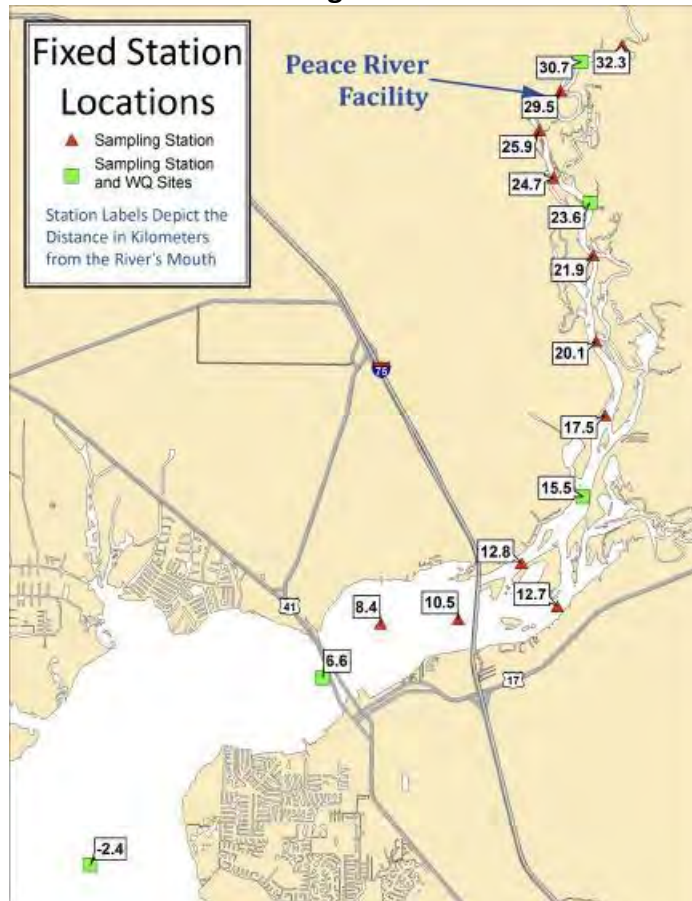 Fixed Station
Locations
Sampling Station
Sampling Station
and WQ Sites
Station Labels Depict the
Distance in Kilometers
from the River's Mouth
Peace River
Facility
30.7
32.3
29.5
25.9
24.7
23.6
21.9
20.1
75
17.5
15.5
12.8
12.7
41
8.4
10.5
6.6
17
-2.4